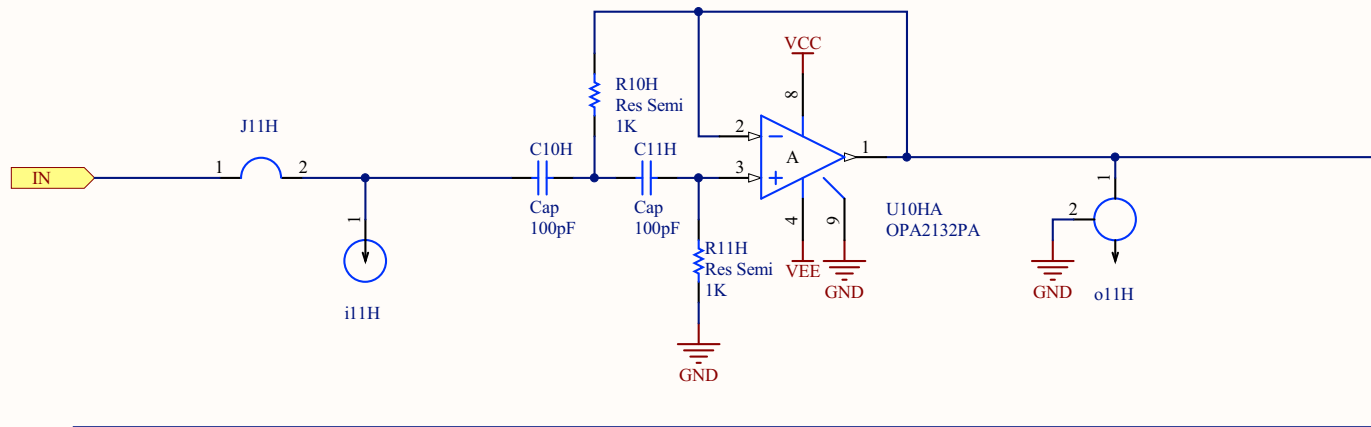 VCC
8
R10H
Res Semi
1K
J11H
2
1
A
C10H
C11H
1
2
3
IN
1
Cap
100pF
Cap
100pF
4
9
U10HA
OPA2132PA
2
1
R11H
Res Semi
1K
VEE
GND
GND
o11H
i11H
GND